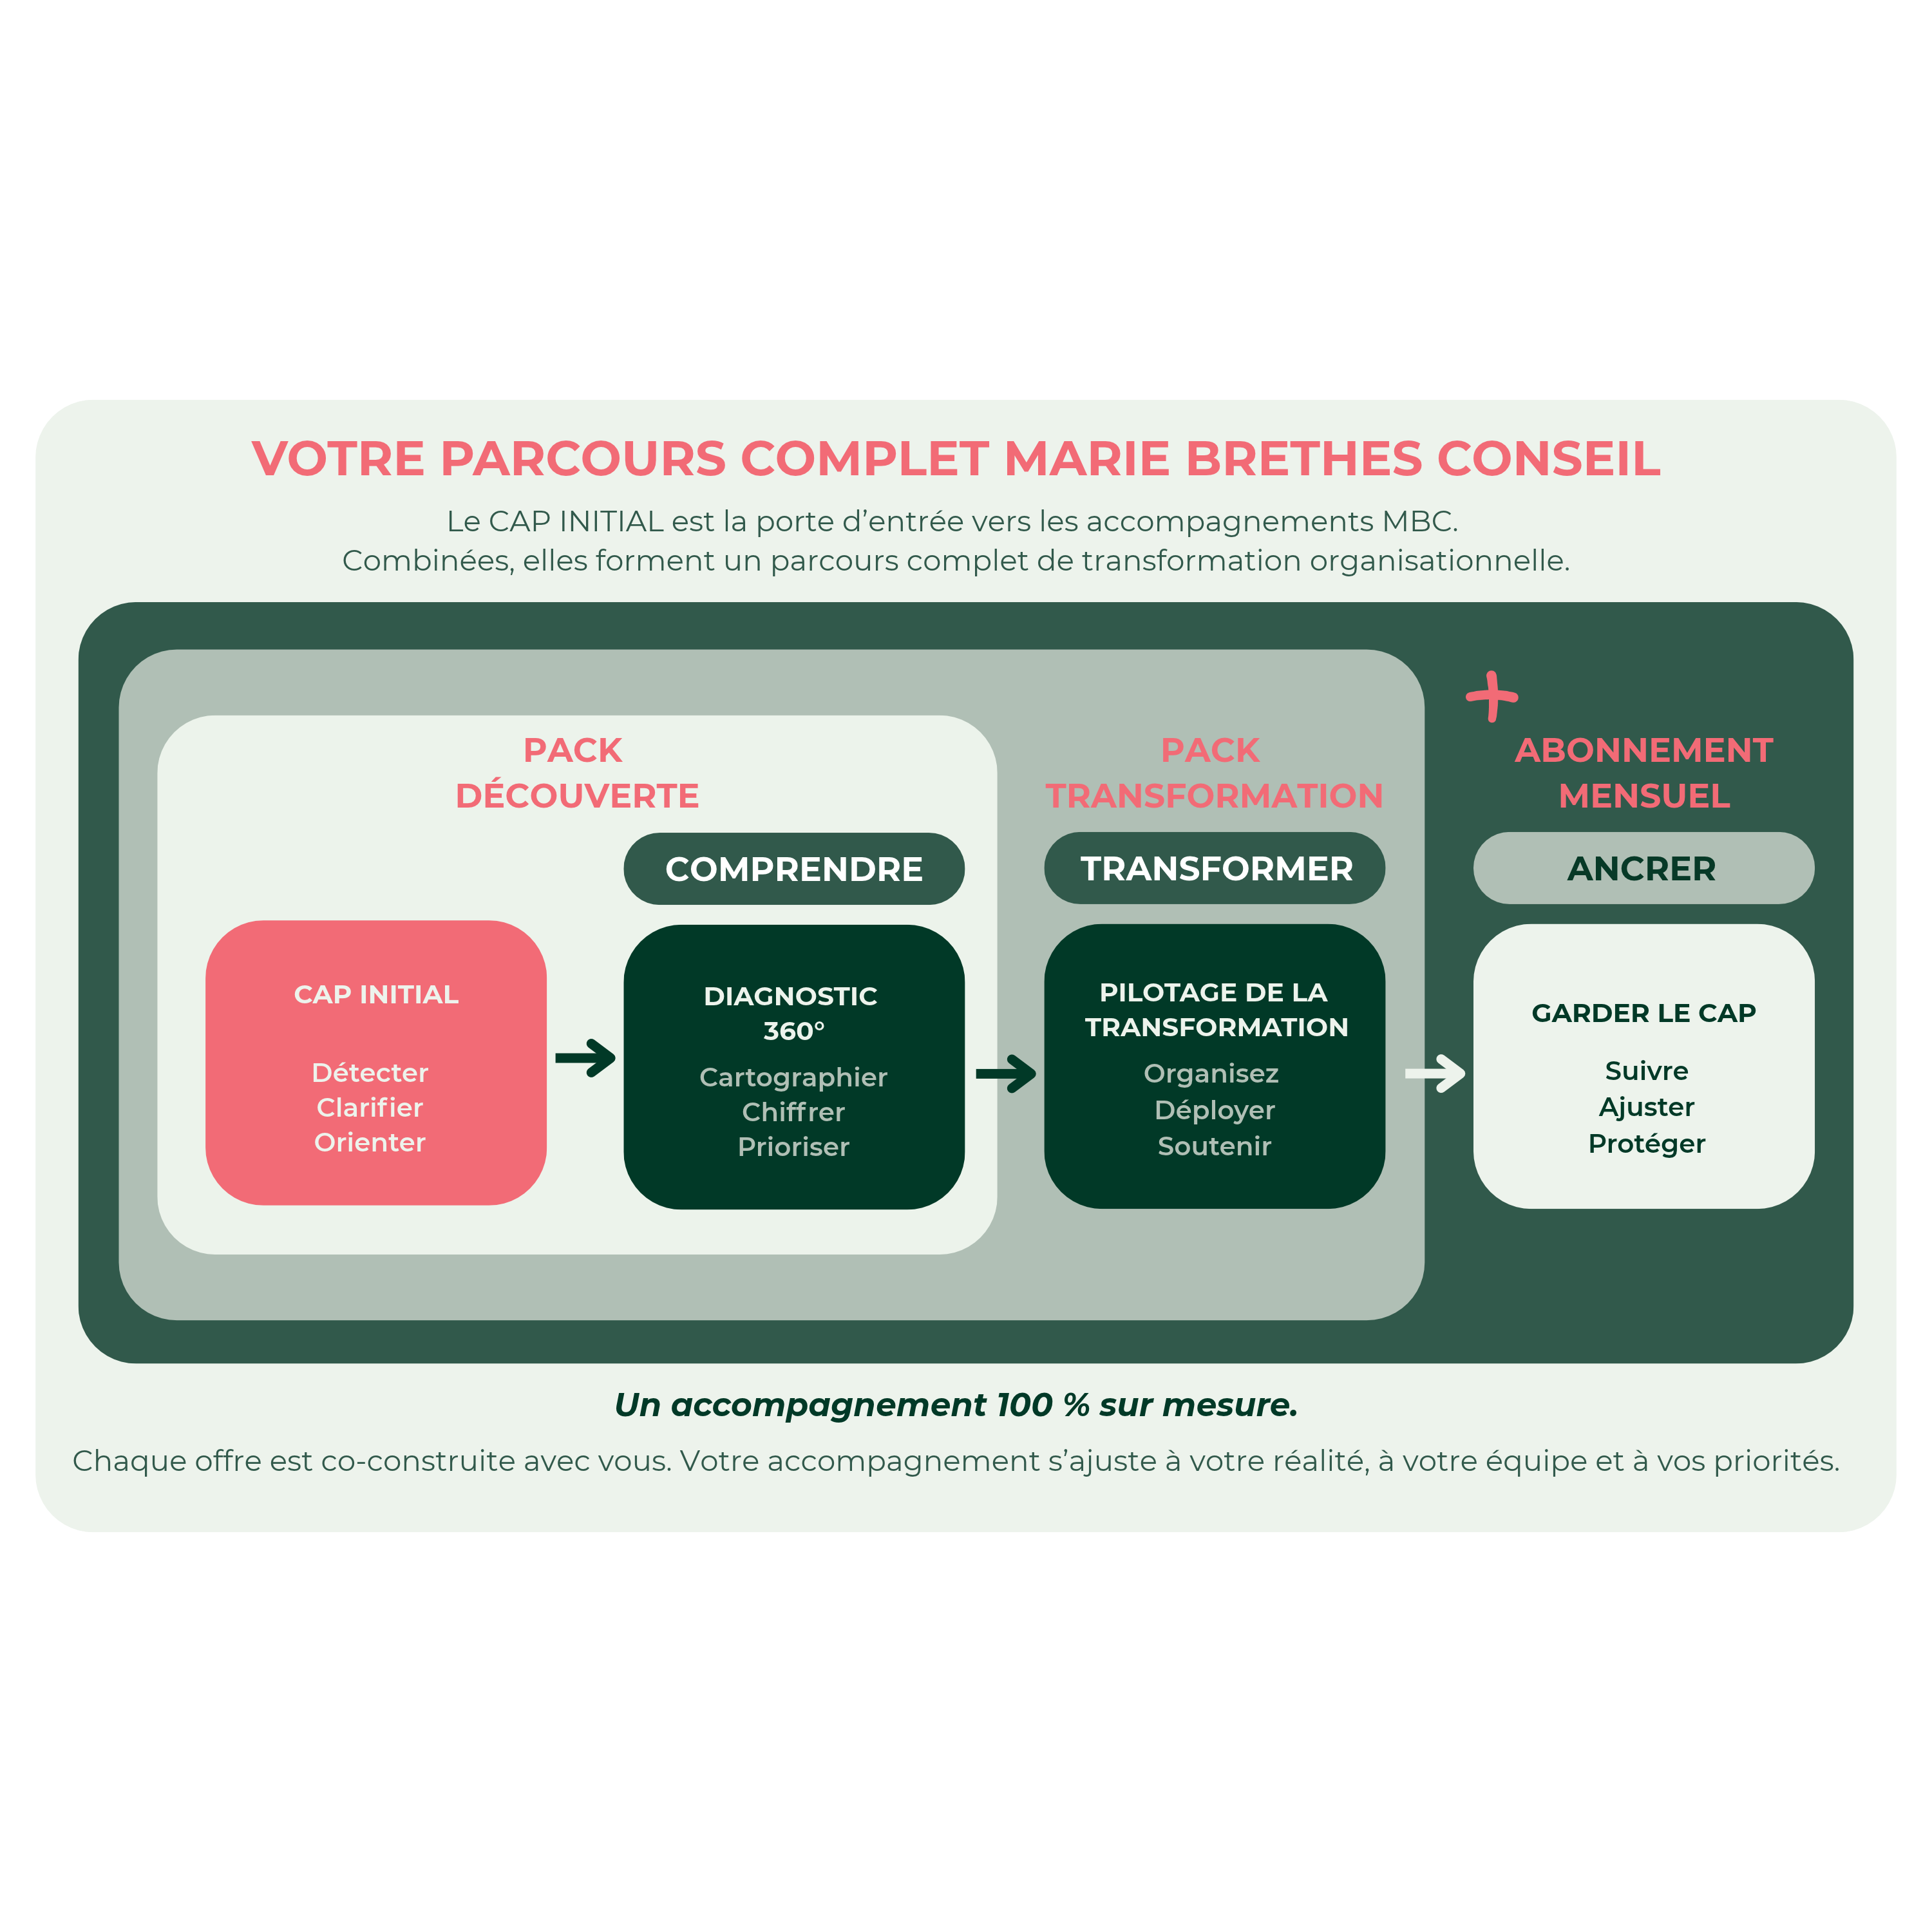 VOTRE PARCOURS COMPLET MARIE BRETHES CONSEIL
Le CAP INITIAL est la porte d’entrée vers les accompagnements MBC.
Combinées, elles forment un parcours complet de transformation organisationnelle.
PACK
DÉCOUVERTE
COMPRENDRE
CAP INITIAL
Détecter
Clarifier
Orienter
DIAGNOSTIC
360°
Cartographier
Chiffrer
Prioriser
PACK
TRANSFORMATION
TRANSFORMER
PILOTAGE DE LA
TRANSFORMATION
Organisez
Déployer
Soutenir
ABONNEMENT
MENSUEL
ANCRER
GARDER LE CAP
Suivre
Ajuster
Protéger
Un accompagnement 100 % sur mesure.
Chaque offre est co-construite avec vous. Votre accompagnement s’ajuste à votre réalité, à votre équipe et à vos priorités.